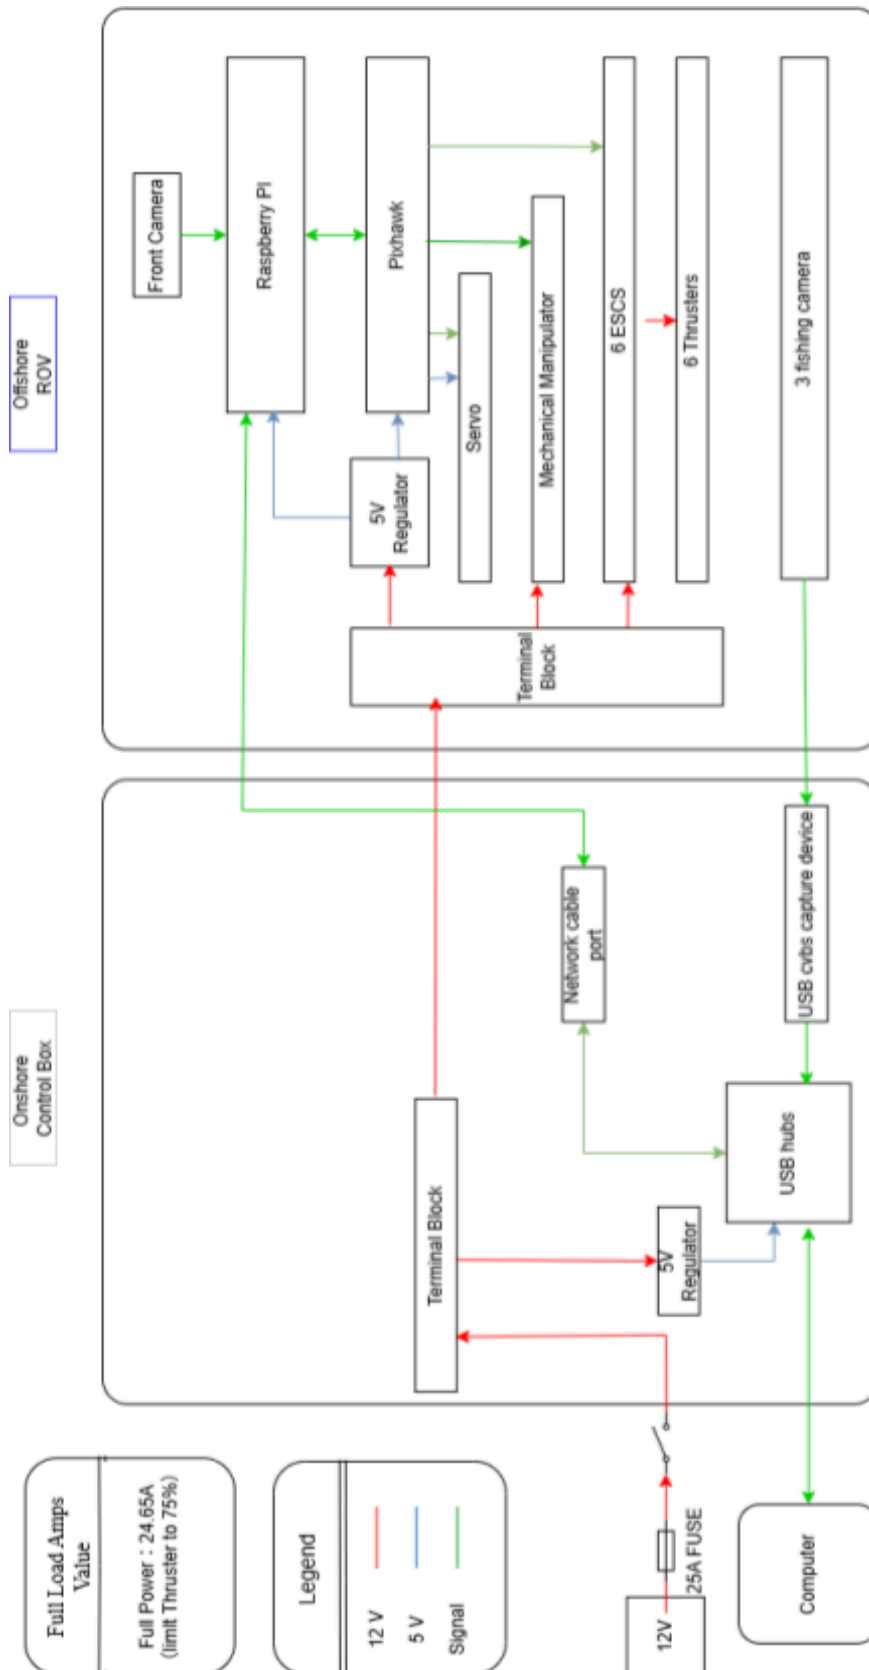 Full Load Amps
Value
Full Power : 24.65A
(limit Thruster to 75%)
Legend
12 V
5 V
Signal
12V
25A FUSE
Computer
Onshore
Control Box
Terminal Block
5V
Regulator
USB hubs
Network cable
port
USB cvbs capture device
Offshore
ROV
Terminal
Block
Front Camera
Raspberry PI
5V
Regulator
Pixhawk
Servo
Mechanical Manipulator
6 ESCS
6 Thrusters
3 fishing camera